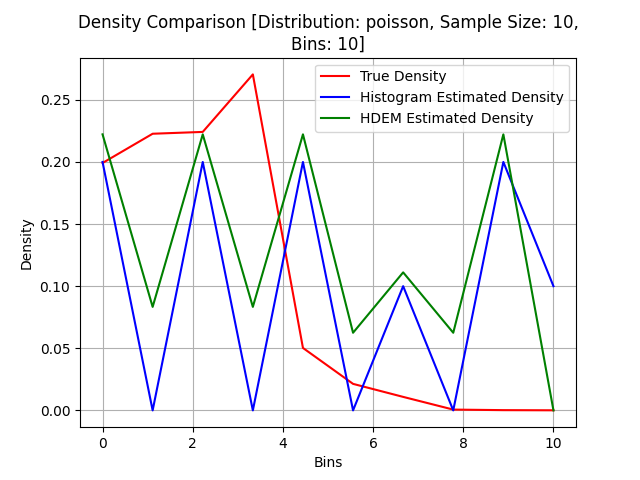 Density Comparison [Distribution: poisson, Sample Size: 10,
Bins: 10]
True Density
Histogram Estimated Density
HDEM Estimated Density
Density
0.25
0.20
0.15
0.10
0.05
0.00
0 2 4 6 8 10
Bins